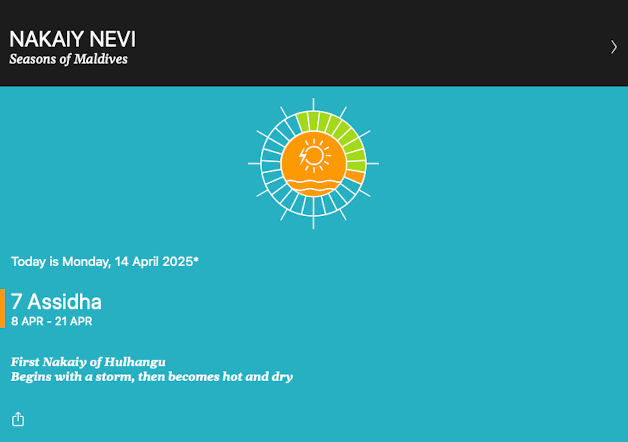 NAKAIY NEVI
Seasons of Maldives
Today is Monday, 14 April 2025*
7 Assidha
8 APR - 21 APR
First Nakaiy of Hulhangu
Begins with a storm, then becomes hot and dry